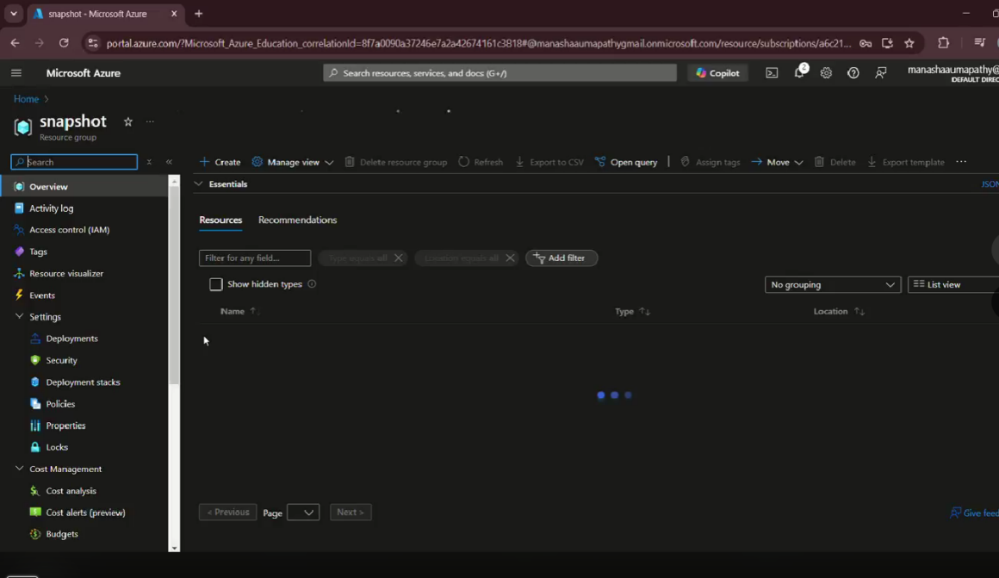 snapshot - Microsoft Azure
portal.azure.com/?Microsoft_Azure_Education_correlationId=8f7a0090a37246e7a2a42674161c3818#@manashaaumapathygmail.onmicrosoft.com/resource/subscriptions/a6c21...
Microsoft Azure
Search resources, services, and docs (G+/)
Copilot
2
manashaaumapathy@
DEFAULT DIREC
Home
snapshot
Resource group
Search
Create
Manage view
Delete resource group
Refresh
Export to CSV
Open query
Assign tags
Move
Delete
Export template
Overview
Essentials
JSON
Activity log
Resources
Recommendations
Access control (IAM)
Tags
Filter for any field...
Type equals all
Location equals all
Add filter
Resource visualizer
Show hidden types
No grouping
List view
Events
Name
Type
Location
Settings
Deployments
Security
Deployment stacks
Policies
Properties
Locks
Cost Management
Cost analysis
Cost alerts (preview)
< Previous
Page
Next >
Give feed
Budgets